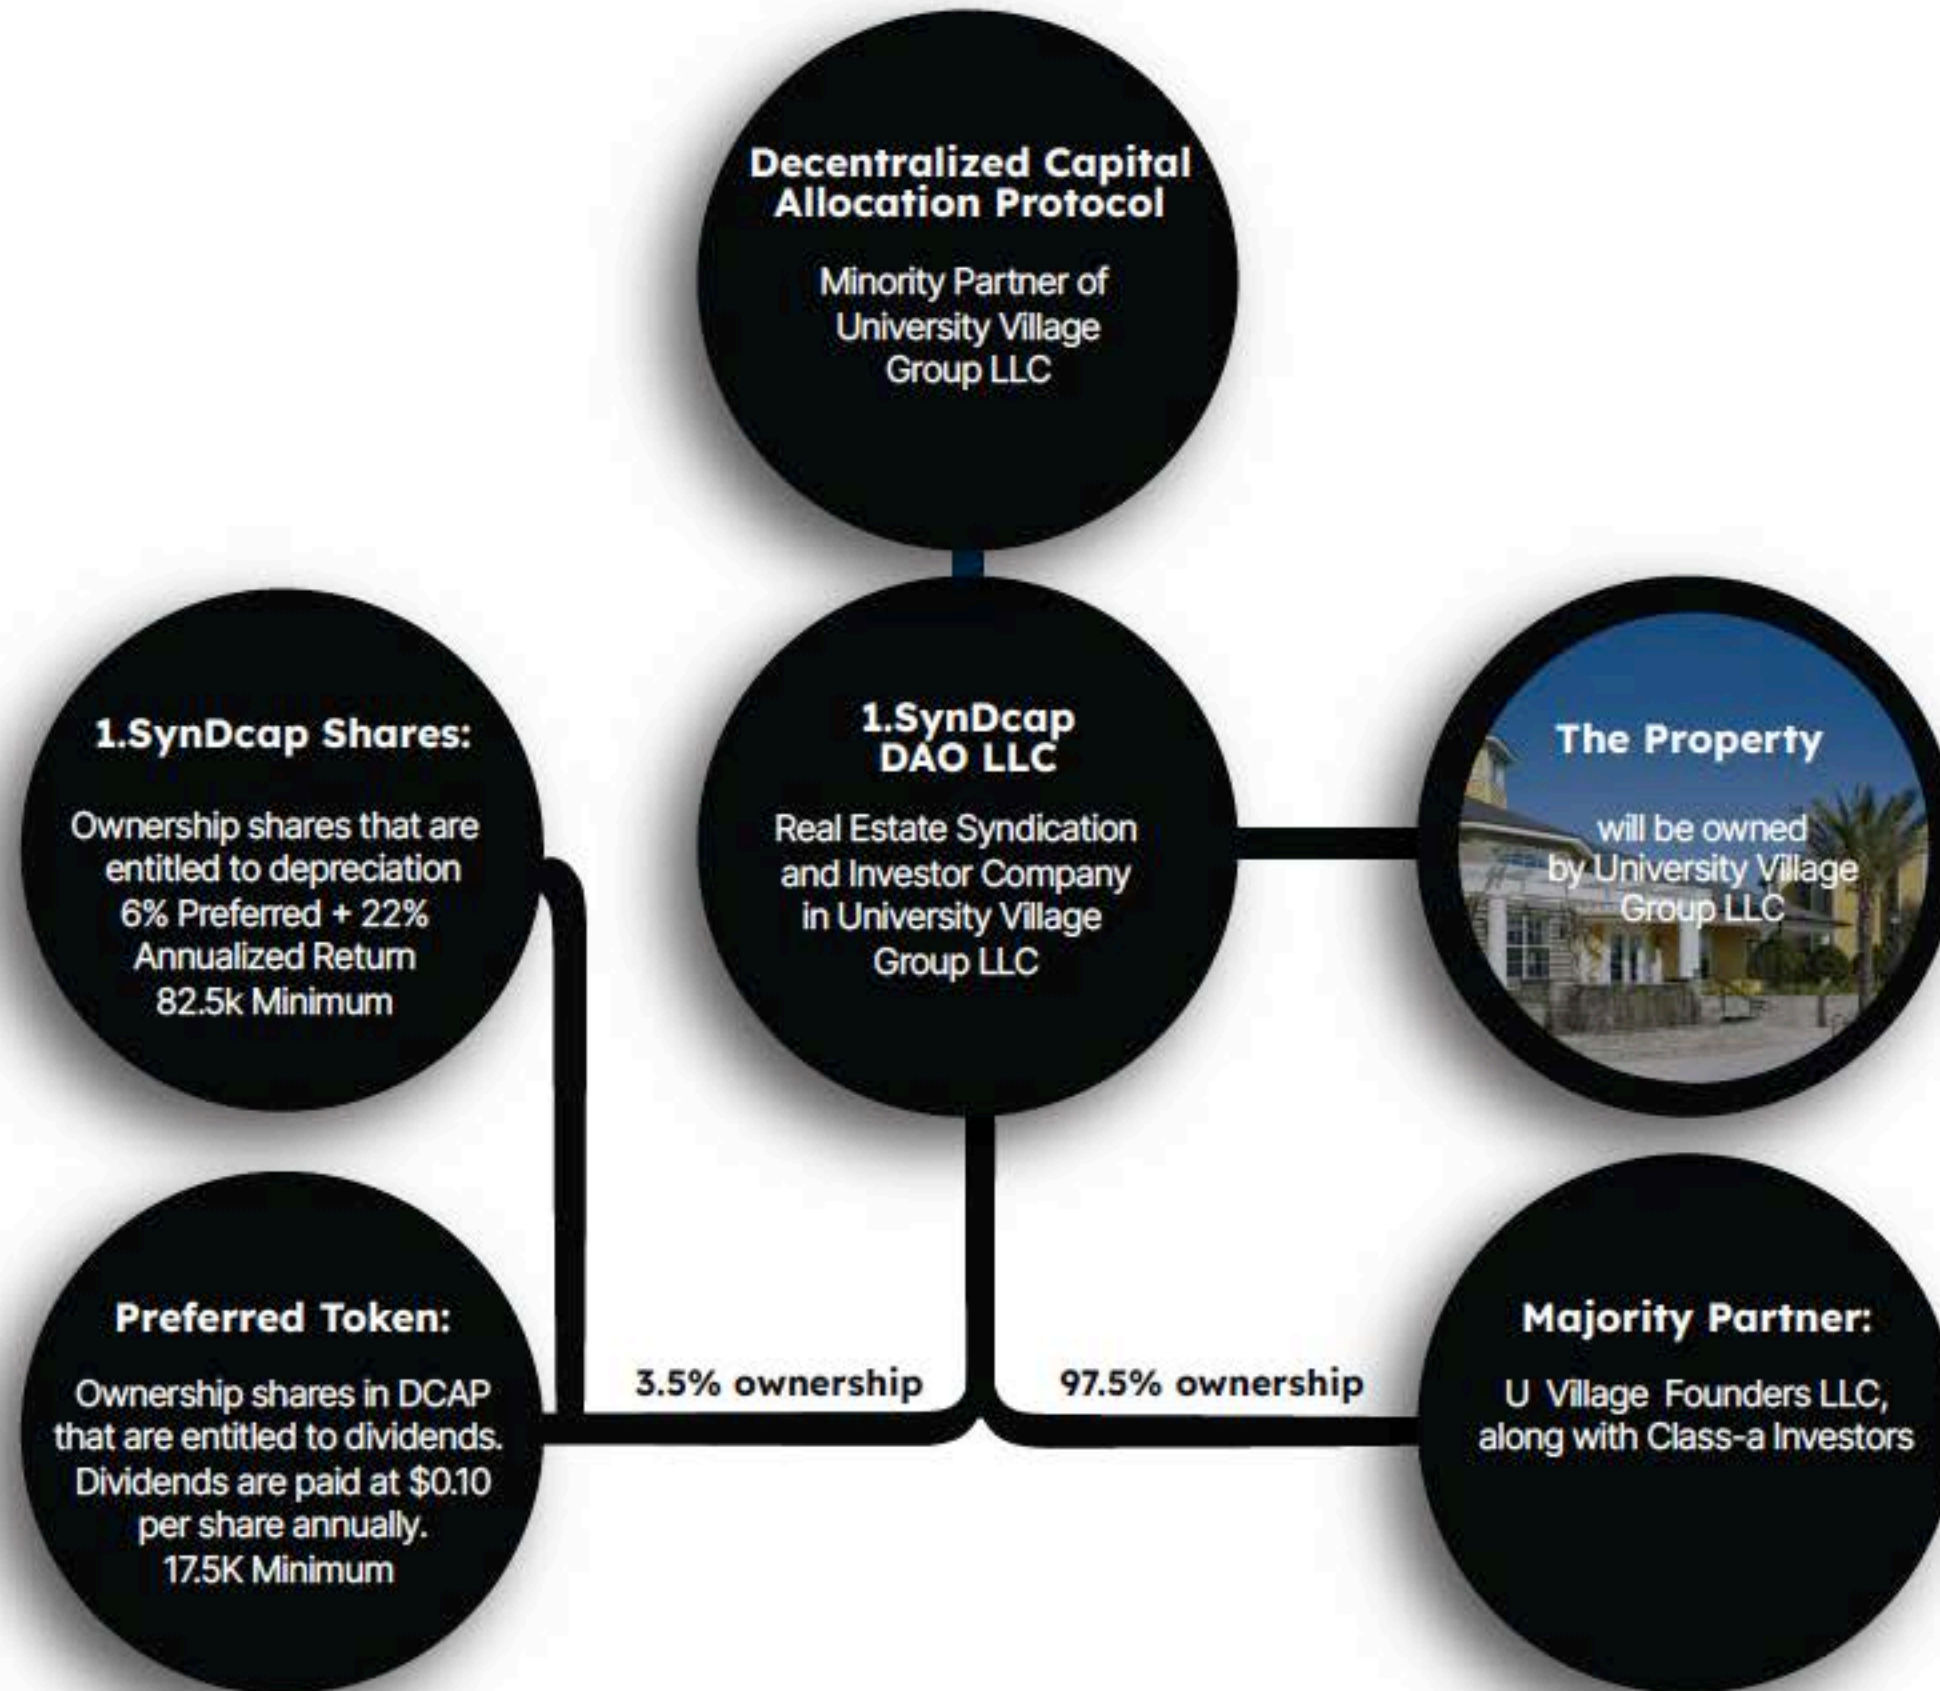 Decentralized Capital
Allocation Protocol
Minority Partner of
University Village
Group LLC
1.SynDcap Shares:
Ownership shares that are
entitled to depreciation
6% Preferred + 22%
Annualized Return
82.5k Minimum
1.SynDcap
DAO LLC
Real Estate Syndication
and Investor Company
in University Village
Group LLC
The Property
will be owned
by University Village
Group LLC
Preferred Token:
Ownership shares in DCAP
that are entitled to dividends.
Dividends are paid at $0.10
per share annually.
17.5K Minimum
3.5% ownership
97.5% ownership
Majority Partner:
U Village Founders LLC,
along with Class-a Investors